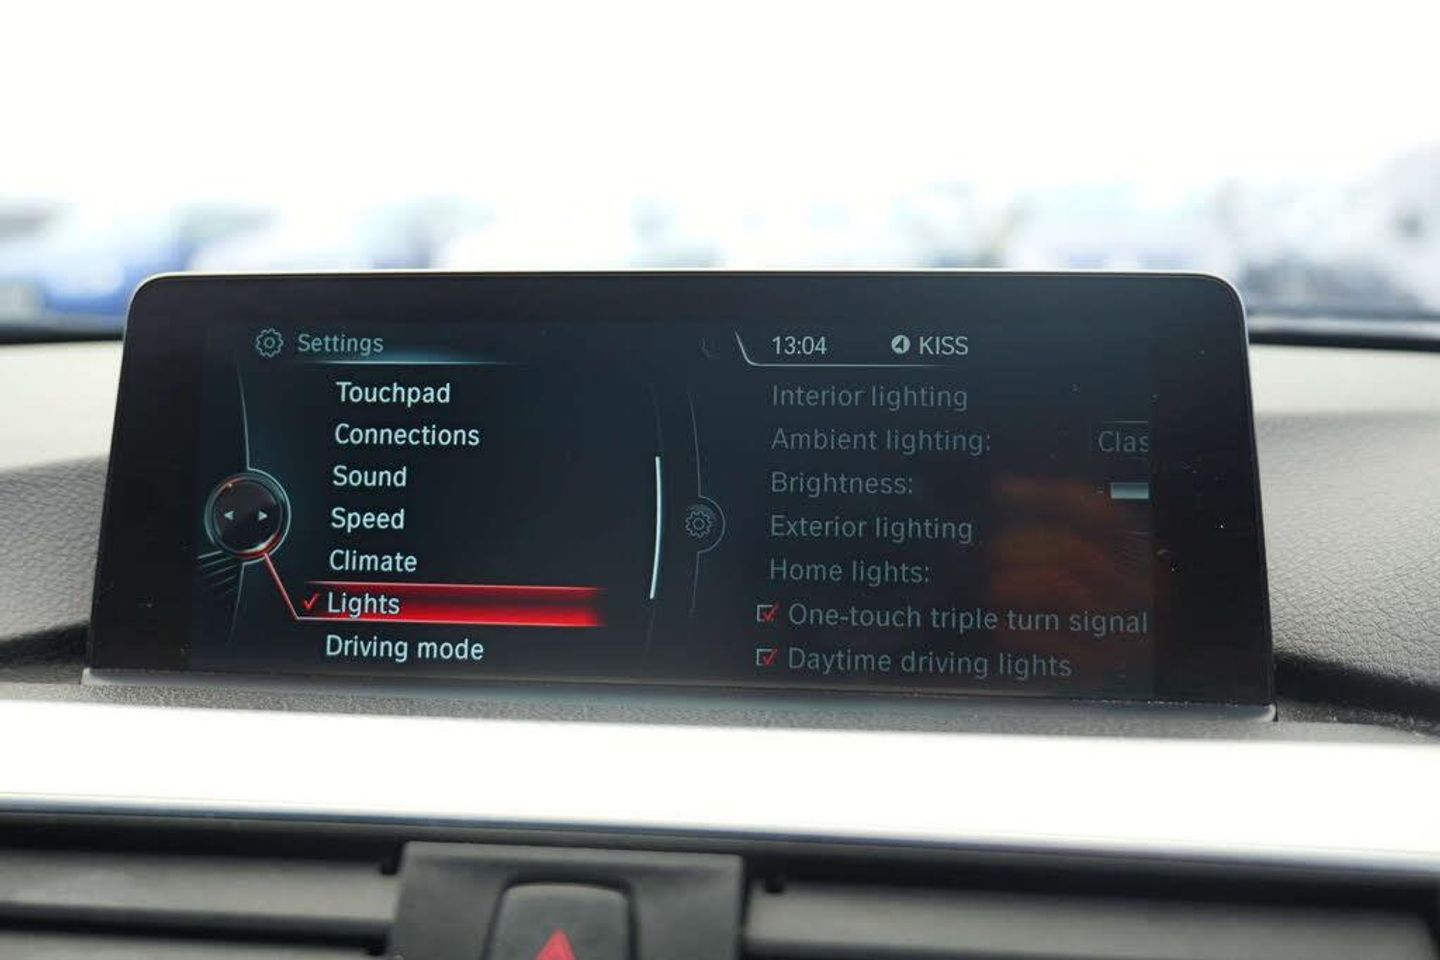 Settings
Touchpad
Connections
Sound
Speed
Climate
Lights
Driving mode
13:04 KISS
Interior lighting
Ambient lighting: Clas
Brightness:
Exterior lighting
Home lights:
One-touch triple turn signal
Daytime driving lights